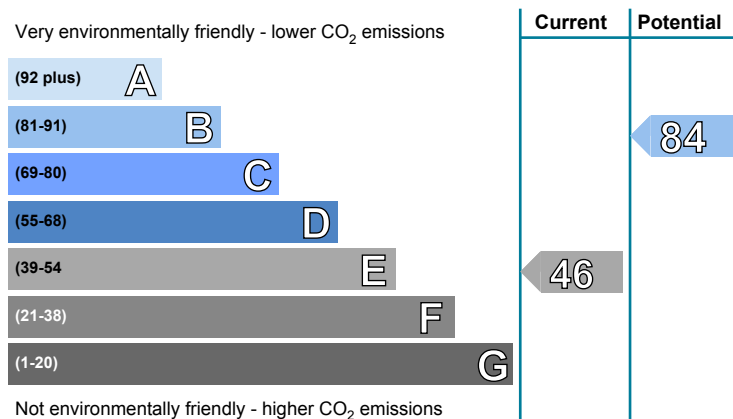 Very environmentally friendly - lower CO₂ emissions
Current
Potential
(92 plus) A
(81-91) B
84
(69-80) C
(55-68) D
(39-54 E
46
(21-38) F
(1-20) G
Not environmentally friendly - higher CO₂ emissions